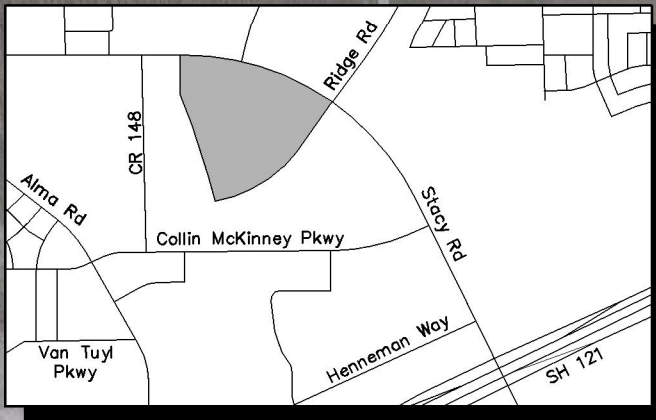 Ridge Rd
CR 148
Alma Rd
Stacy Rd
Collin McKinney Pkwy
Henneman Way
Van Tuyl
Pkwy
SH 121